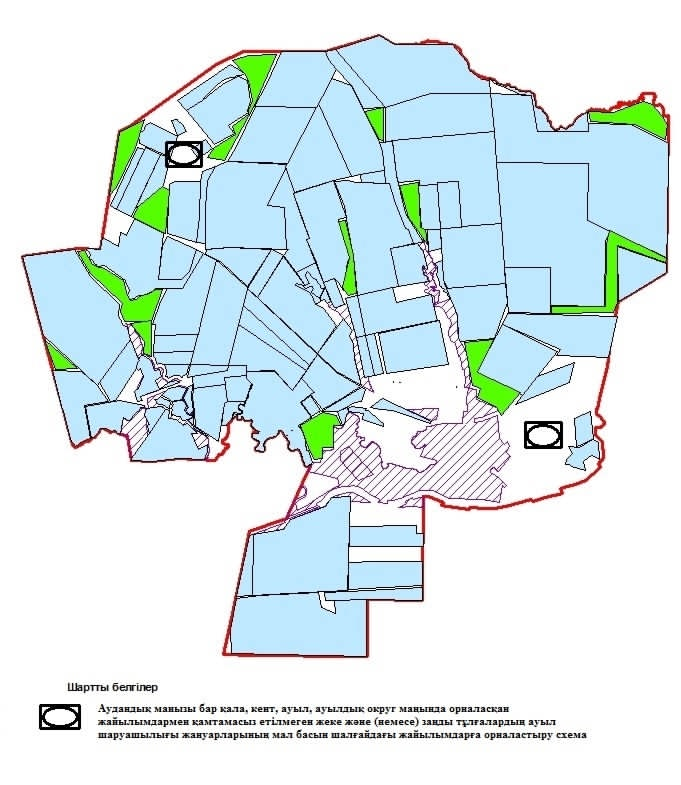 Шартты белгілер
Аудандық манызы бар қала, кент, ауыл, ауылдық округ маңында орналасқан
жайылымдармен қамтамасыз етілмеген жеке және (немесе) заңды тұлғалардың ауыл
шаруашылығы жануарларының мал басын шалғайдағы жайылымдарға орналастыру схема